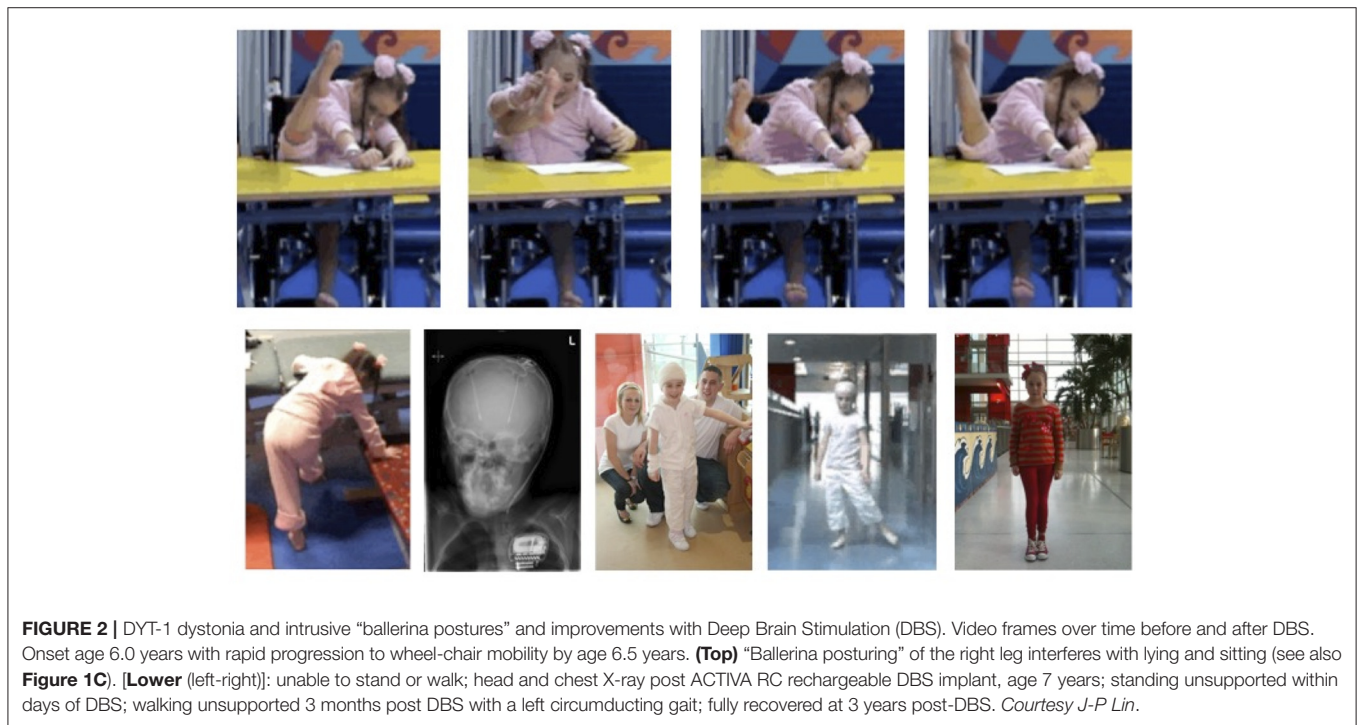 L
FIGURE 2 | DYT-1 dystonia and intrusive “ballerina postures” and improvements with Deep Brain Stimulation (DBS). Video frames over time before and after DBS.
Onset age 6.0 years with rapid progression to wheel-chair mobility by age 6.5 years. (Top) “Ballerina posturing” of the right leg interferes with lying and sitting (see also
Figure 1C). [Lower (left-right)]: unable to stand or walk; head and chest X-ray post ACTIVA RC rechargeable DBS implant, age 7 years; standing unsupported within
days of DBS; walking unsupported 3 months post DBS with a left circumducting gait; fully recovered at 3 years post-DBS. Courtesy J-P Lin.